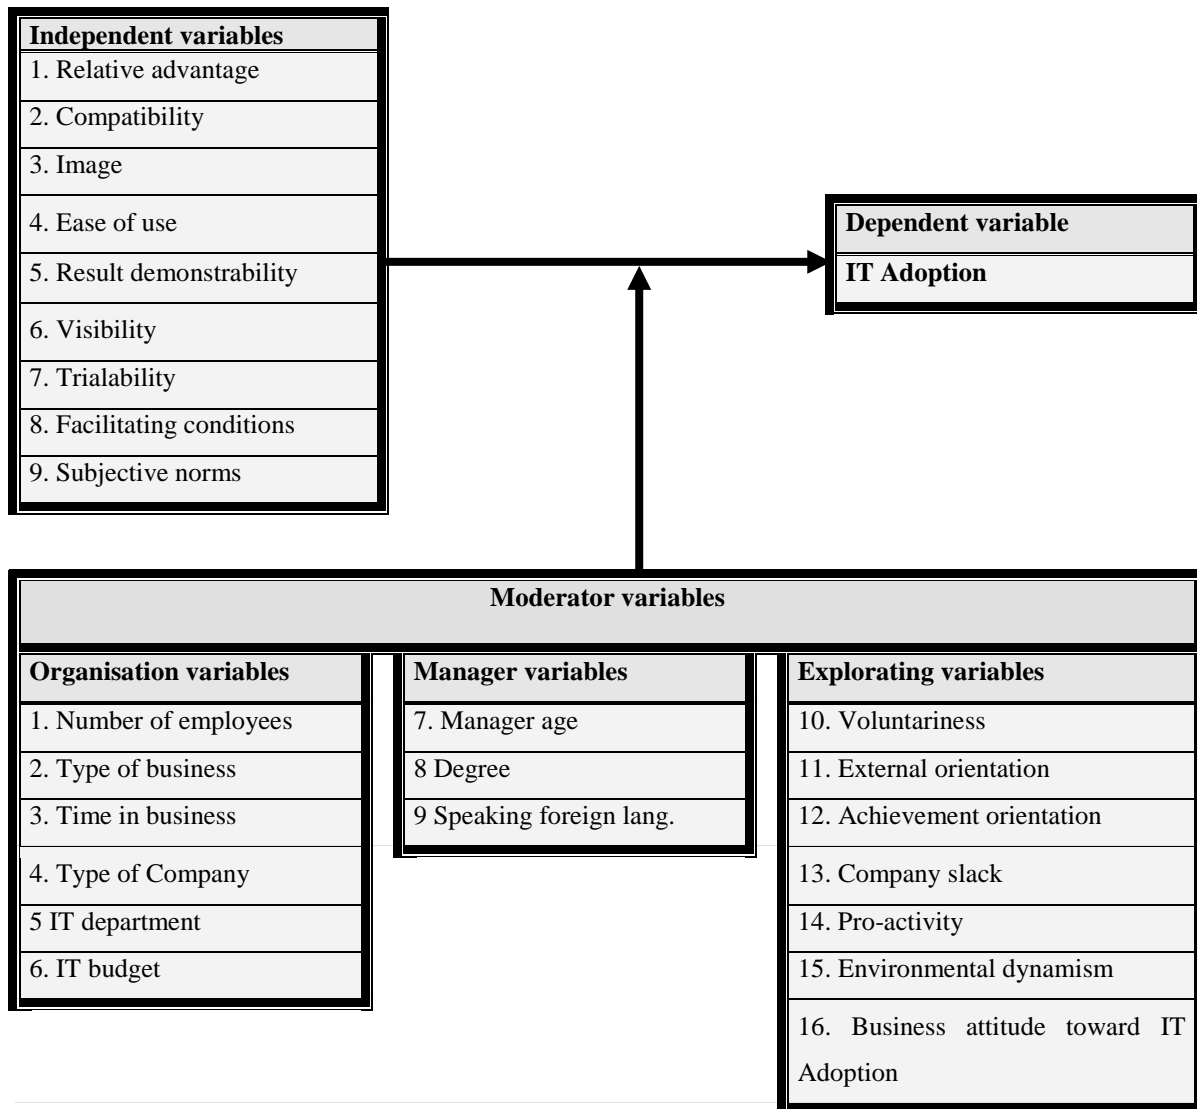 Independent variables
1. Relative advantage
2. Compatibility
3. Image
4. Ease of use
5. Result demonstrability
6. Visibility
7. Trialability
8. Facilitating conditions
9. Subjective norms
Dependent variable
IT Adoption
Moderator variables
Organisation variables
1. Number of employees
2. Type of business
3. Time in business
4. Type of Company
5 IT department
6. IT budget
Manager variables
7. Manager age
8 Degree
9 Speaking foreign lang.
Explorating variables
10. Voluntariness
11. External orientation
12. Achievement orientation
13. Company slack
14. Pro-activity
15. Environmental dynamism
16. Business attitude toward IT
Adoption